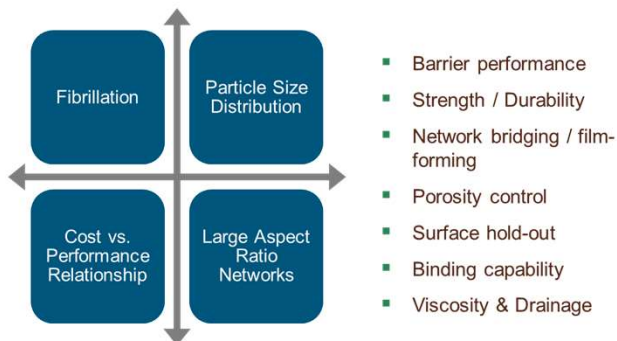 Fibrillation
Particle Size
Distribution
Cost vs.
Performance
Relationship
Large Aspect
Ratio
Networks
Barrier performance
Strength / Durability
Network bridging / film-
forming
Porosity control
Surface hold-out
Binding capability
Viscosity & Drainage